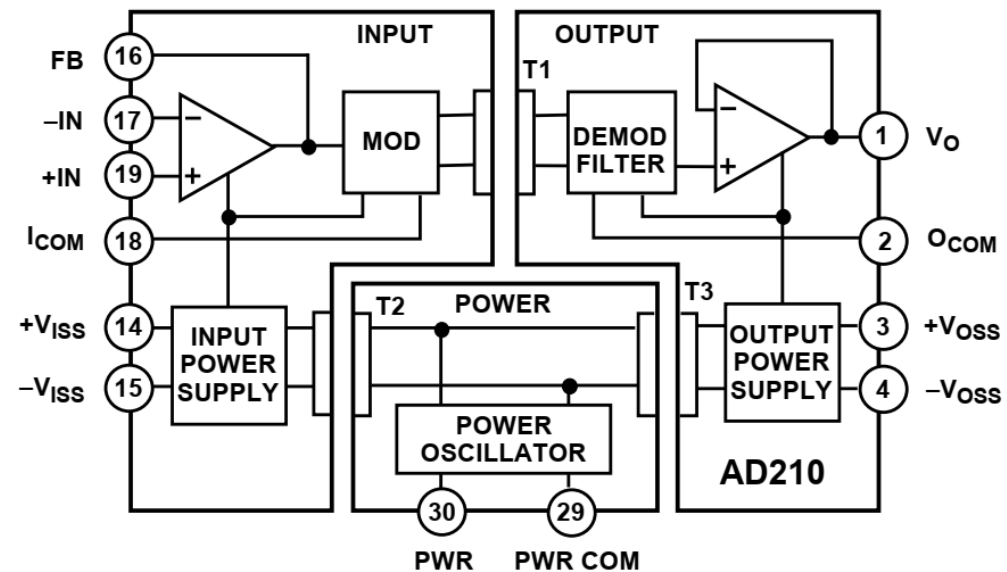 INPUT
OUTPUT
FB
16
–IN
17
+IN
19
ICOM
18
+VISS
14
–VISS
15
MOD
T1
DEMOD
FILTER
–
+
–
+
1
VO
2
OCOM
3
+VOSS
4
–VOSS
INPUT
POWER
SUPPLY
T2
POWER
T3
POWER
OSCILLATOR
OUTPUT
POWER
SUPPLY
AD210
30
29
PWR
PWR COM